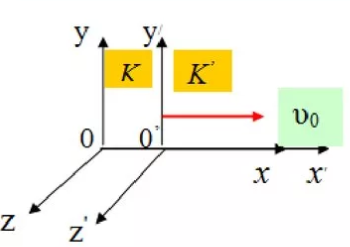 y y'
K K'
υ₀
0 0'
x x'
z z'